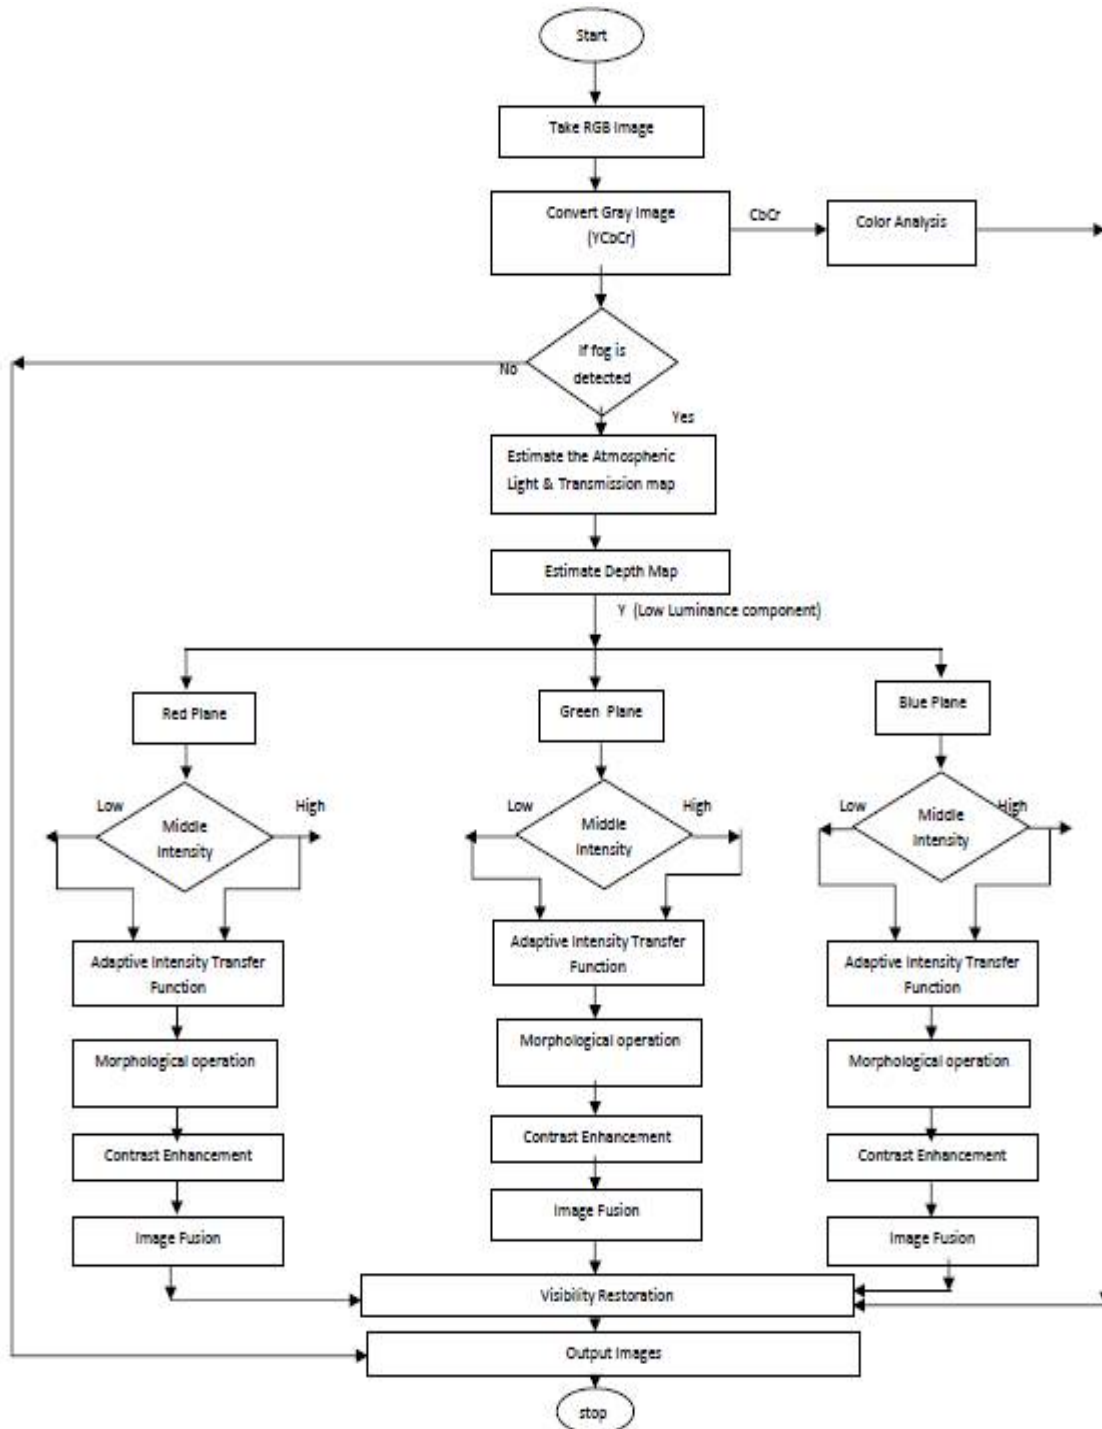 Start
Take RGB Image
Convert Gray Image
(YCbCr)
CbCr
Color Analysis
If fog is
detected
No
Yes
Estimate the Atmospheric
Light & Transmission map
Estimate Depth Map
Y (Low Luminance component)
Red Plane
Green Plane
Blue Plane
Low
High
Middle
Intensity
Low
High
Middle
Intensity
Low
High
Middle
Intensity
Adaptive Intensity Transfer
Function
Adaptive Intensity Transfer
Function
Adaptive Intensity Transfer
Function
Morphological operation
Morphological operation
Morphological operation
Contrast Enhancement
Contrast Enhancement
Contrast Enhancement
Image Fusion
Image Fusion
Image Fusion
Visibility Restoration
Output Images
stop